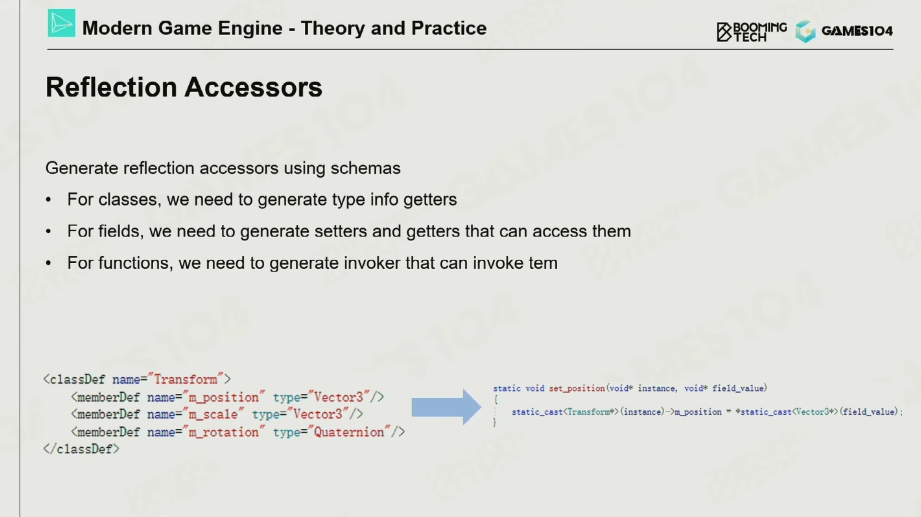 Modern Game Engine - Theory and Practice
BOOMING TECH
GAMES104
Reflection Accessors
Generate reflection accessors using schemas
• For classes, we need to generate type info getters
• For fields, we need to generate setters and getters that can access them
• For functions, we need to generate invoker that can invoke tem
<classDef name="Transform">
<memberDef name="m_position" type="Vector3"/>
<memberDef name="m_scale" type="Vector3"/>
<memberDef name="m_rotation" type="Quaternion"/>
</classDef>
static void set_position(void* instance, void* field_value)
{
static_cast<Transform*>(instance)->m_position = *static_cast<Vector3*>(field_value);
}